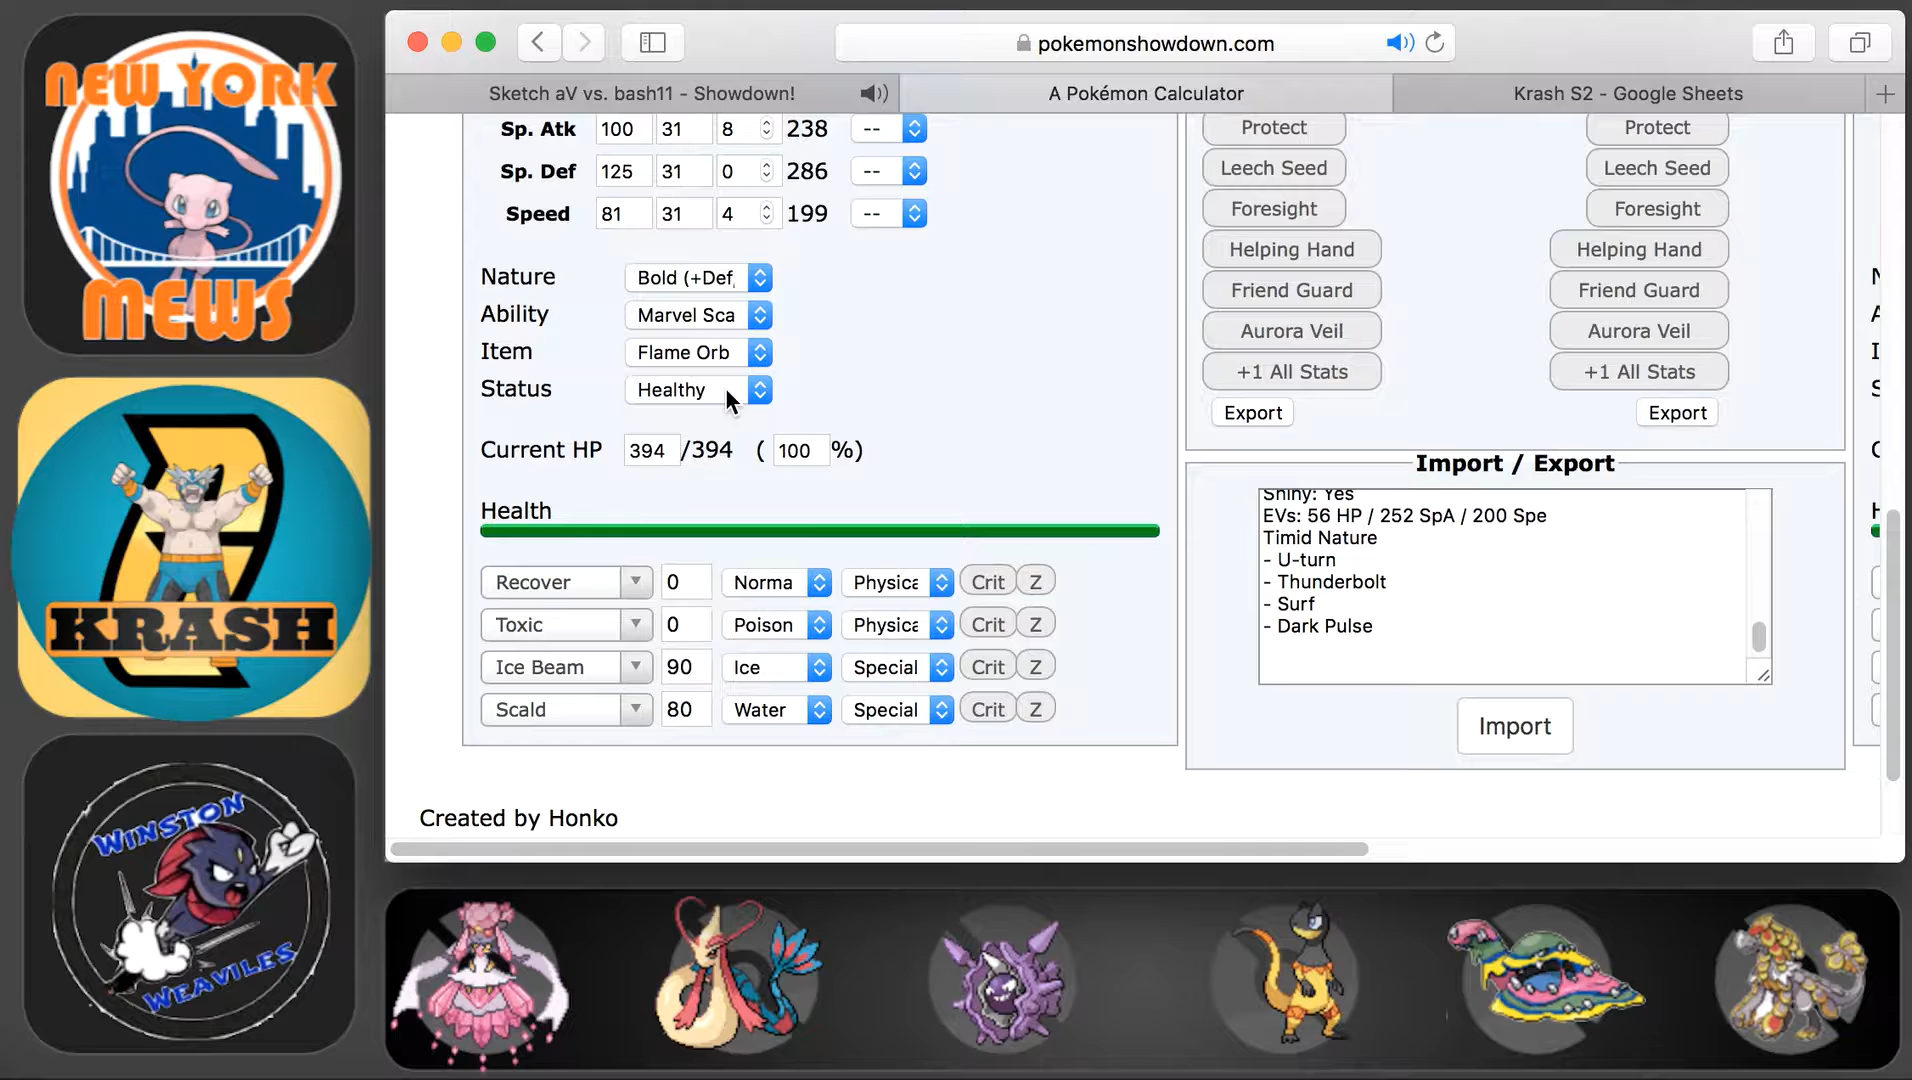 NEW YORK
MEWS
KRASH
WINSTON
WEAVILES
pokemonshowdown.com
Sketch aV vs. bash11 - Showdown!
A Pokémon Calculator
Krash S2 - Google Sheets
Sp. Atk 100 31 8 238 --
Sp. Def 125 31 0 286 --
Speed 81 31 4 199 --
Nature Bold (+Def,
Ability Marvel Sca
Item Flame Orb
Status Healthy
Current HP 394 /394 ( 100 %)
Health
Recover 0 Norma Physica Crit Z
Toxic 0 Poison Physica Crit Z
Ice Beam 90 Ice Special Crit Z
Scald 80 Water Special Crit Z
Created by Honko
Protect Protect
Leech Seed Leech Seed
Foresight Foresight
Helping Hand Helping Hand
Friend Guard Friend Guard
Aurora Veil Aurora Veil
+1 All Stats +1 All Stats
Export Export
Import / Export
Shiny: Yes
EVs: 56 HP / 252 SpA / 200 Spe
Timid Nature
- U-turn
- Thunderbolt
- Surf
- Dark Pulse
Import